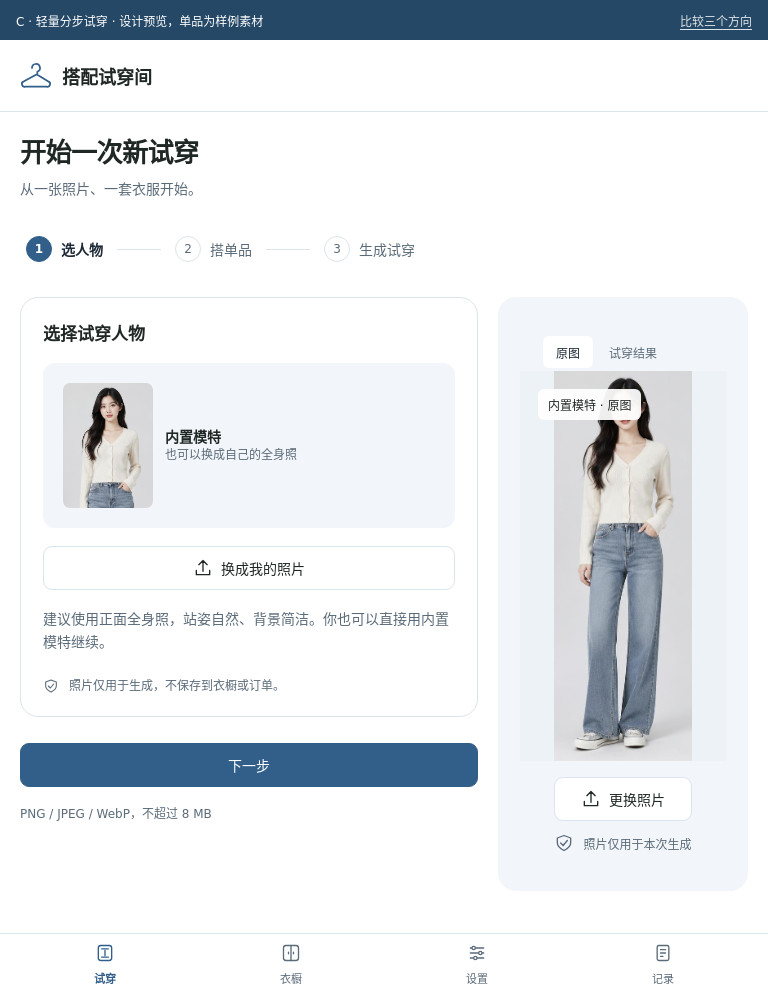 C · 轻量分步试穿 · 设计预览，单品为样例素材
比较三个方向
搭配试穿间
开始一次新试穿
从一张照片、一套衣服开始。
1 选人物
2 搭单品
3 生成试穿
选择试穿人物
内置模特
也可以换成自己的全身照
换成我的照片
建议使用正面全身照，站姿自然、背景简洁。你也可以直接用内置
模特继续。
照片仅用于生成，不保存到衣橱或订单。
下一步
PNG / JPEG / WebP，不超过 8 MB
原图
试穿结果
内置模特 · 原图
更换照片
照片仅用于本次生成
试穿
衣橱
设置
记录